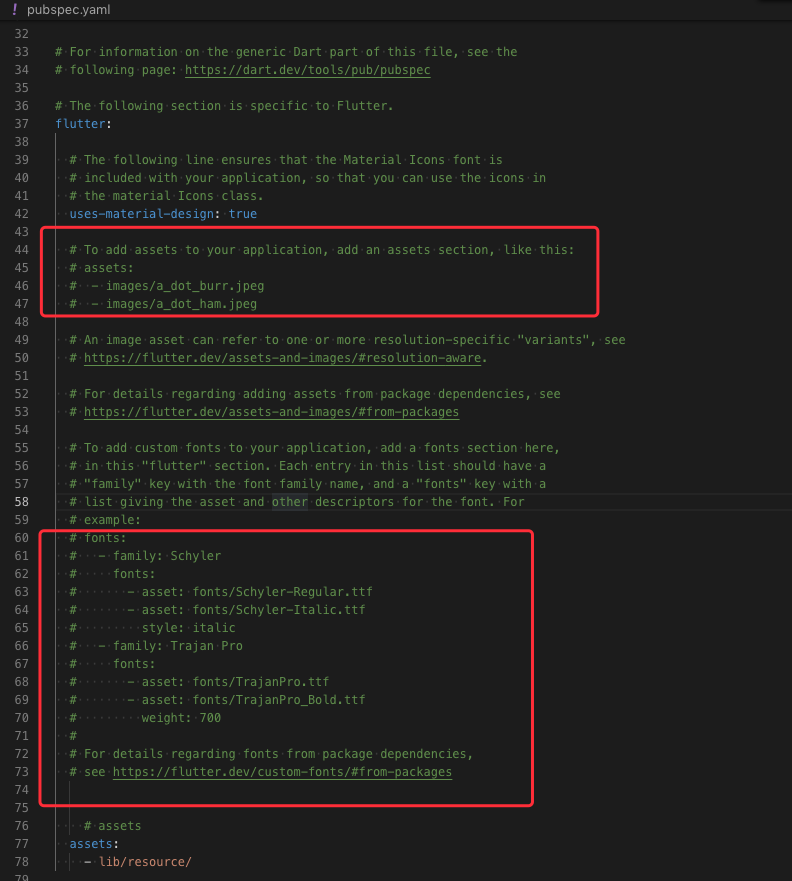 ! pubspec.yaml
32
33 # For information on the generic Dart part of this file, see the
34 # following page: https://dart.dev/tools/pub/pubspec
35
36 # The following section is specific to Flutter.
37 flutter:
38
39 # The following line ensures that the Material Icons font is
40 # included with your application, so that you can use the icons in
41 # the material Icons class.
42 uses-material-design: true
43
44 # To add assets to your application, add an assets section, like this:
45 # assets:
46 #   - images/a_dot_burr.jpeg
47 #   - images/a_dot_ham.jpeg
48
49 # An image asset can refer to one or more resolution-specific "variants", see
50 # https://flutter.dev/assets-and-images/#resolution-aware.
51
52 # For details regarding adding assets from package dependencies, see
53 # https://flutter.dev/assets-and-images/#from-packages
54
55 # To add custom fonts to your application, add a fonts section here,
56 # in this "flutter" section. Each entry in this list should have a
57 # "family" key with the font family name, and a "fonts" key with a
58 # list giving the asset and other descriptors for the font. For
59 # example:
60 # fonts:
61 #   - family: Schyler
62 #     fonts:
63 #       - asset: fonts/Schyler-Regular.ttf
64 #       - asset: fonts/Schyler-Italic.ttf
65 #         style: italic
66 #   - family: Trajan Pro
67 #     fonts:
68 #       - asset: fonts/TrajanPro.ttf
69 #       - asset: fonts/TrajanPro_Bold.ttf
70 #         weight: 700
71 #
72 # For details regarding fonts from package dependencies,
73 # see https://flutter.dev/custom-fonts/#from-packages
74
75
76 # assets
77 assets:
78 - lib/resource/
79